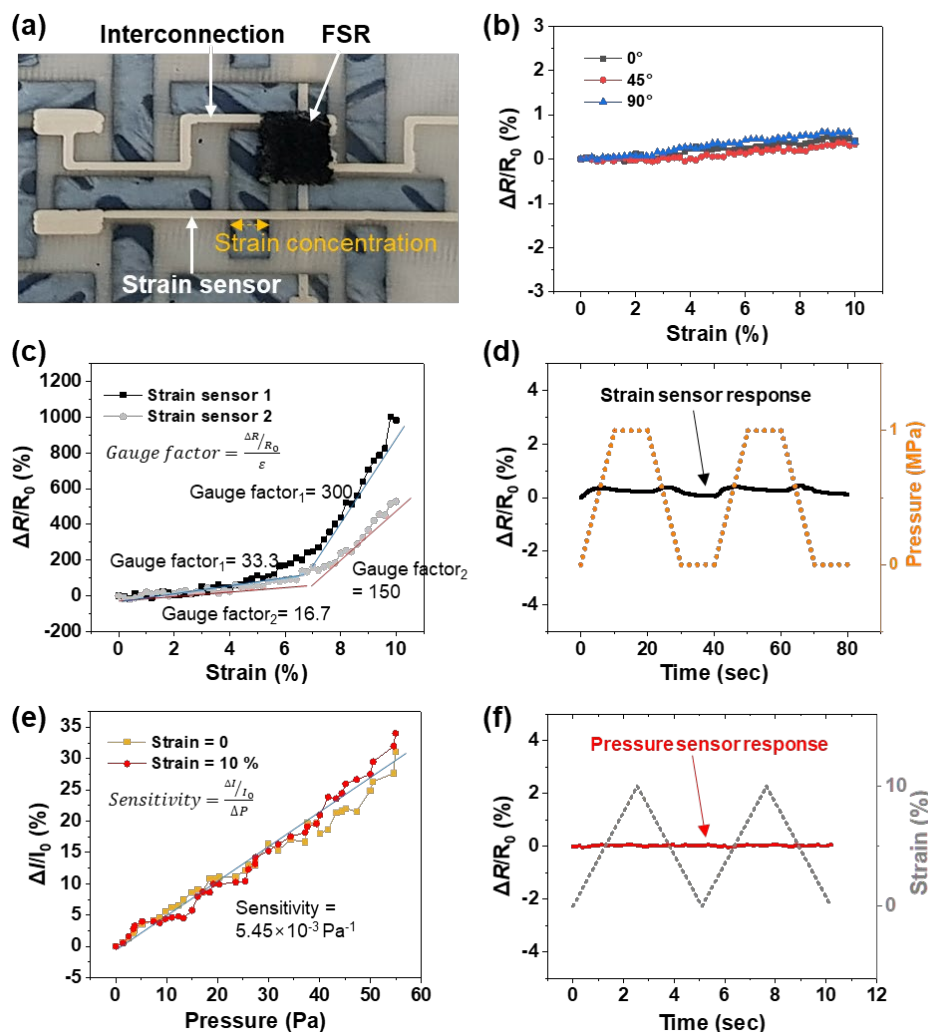 (a)
Interconnection
FSR
Strain concentration
Strain sensor
(b)
3
2
1
0
-1
-2
-3
ΔR/R0 (%)
0°
45°
90°
0 2 4 6 8 10
Strain (%)
(c)
1200
1000
800
600
400
200
0
-200
ΔR/R0 (%)
Strain sensor 1
Strain sensor 2
Gauge factor = ΔR/R0 / ε
Gauge factor1= 300
Gauge factor1= 33.3
Gauge factor2
= 150
Gauge factor2= 16.7
0 2 4 6 8 10
Strain (%)
(d)
4
2
0
-2
-4
ΔR/R0 (%)
Strain sensor response
1
0
Pressure (MPa)
0 20 40 60 80
Time (sec)
(e)
35
30
25
20
15
10
5
0
-5
ΔI/I0 (%)
Strain = 0
Strain = 10 %
Sensitivity = ΔI/I0 / ΔP
Sensitivity =
5.45×10-3 Pa-1
0 10 20 30 40 50 60
Pressure (Pa)
(f)
4
2
0
-2
-4
ΔR/R0 (%)
Pressure sensor response
10
0
Strain (%)
0 2 4 6 8 10 12
Time (sec)